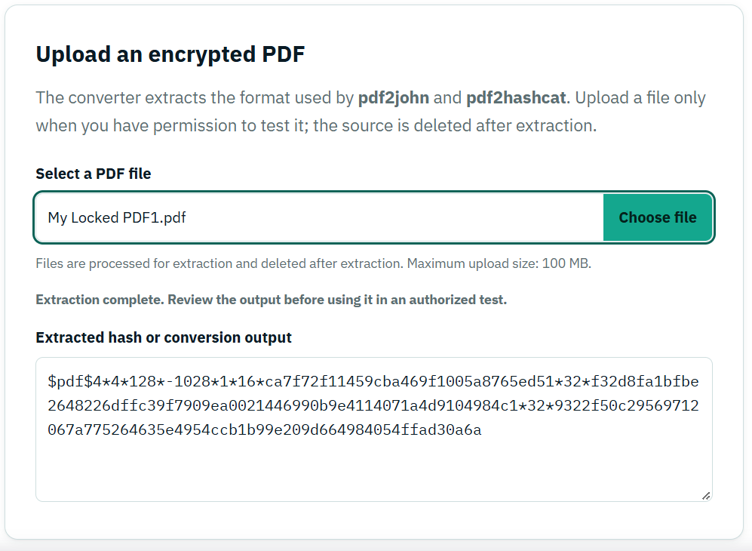 Upload an encrypted PDF
The converter extracts the format used by pdf2john and pdf2hashcat. Upload a file only
when you have permission to test it; the source is deleted after extraction.
Select a PDF file
My Locked PDF1.pdf
Choose file
Files are processed for extraction and deleted after extraction. Maximum upload size: 100 MB.
Extraction complete. Review the output before using it in an authorized test.
Extracted hash or conversion output
$pdf$4*4*128*-1028*1*16*ca7f72f11459cba469f1005a8765ed51*32*f32d8fa1bfbe
2648226dffc39f7909ea0021446990b9e4114071a4d9104984c1*32*9322f50c29569712
067a775264635e4954ccb1b99e209d664984054ffad30a6a